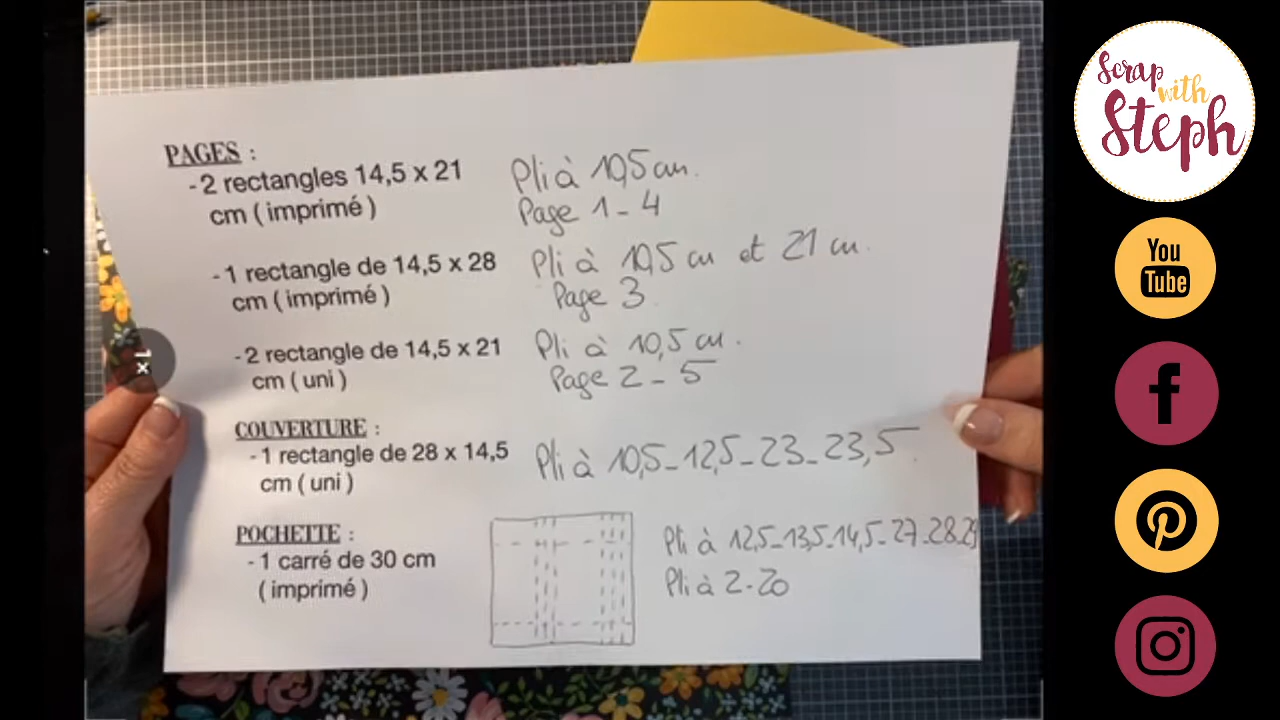 PAGES :
- 2 rectangles 14,5 x 21 Pli à 10,5 cm.
cm ( imprimé ) Page 1 - 4
- 1 rectangle de 14,5 x 28 Pli à 10,5 cm et 21 cm.
cm ( imprimé ) Page 3
- 2 rectangle de 14,5 x 21 Pli à 10,5 cm.
cm ( uni ) Page 2 - 5
COUVERTURE :
- 1 rectangle de 28 x 14,5 Pli à 10,5 - 12,5 - 23 - 23,5
cm ( uni )
POCHETTE :
- 1 carré de 30 cm Pli à 12,5 - 13,5 - 14,5 - 27 - 28 - 29
( imprimé ) Pli à 2 - 20
1x
Scrap
with
Steph
You
Tube